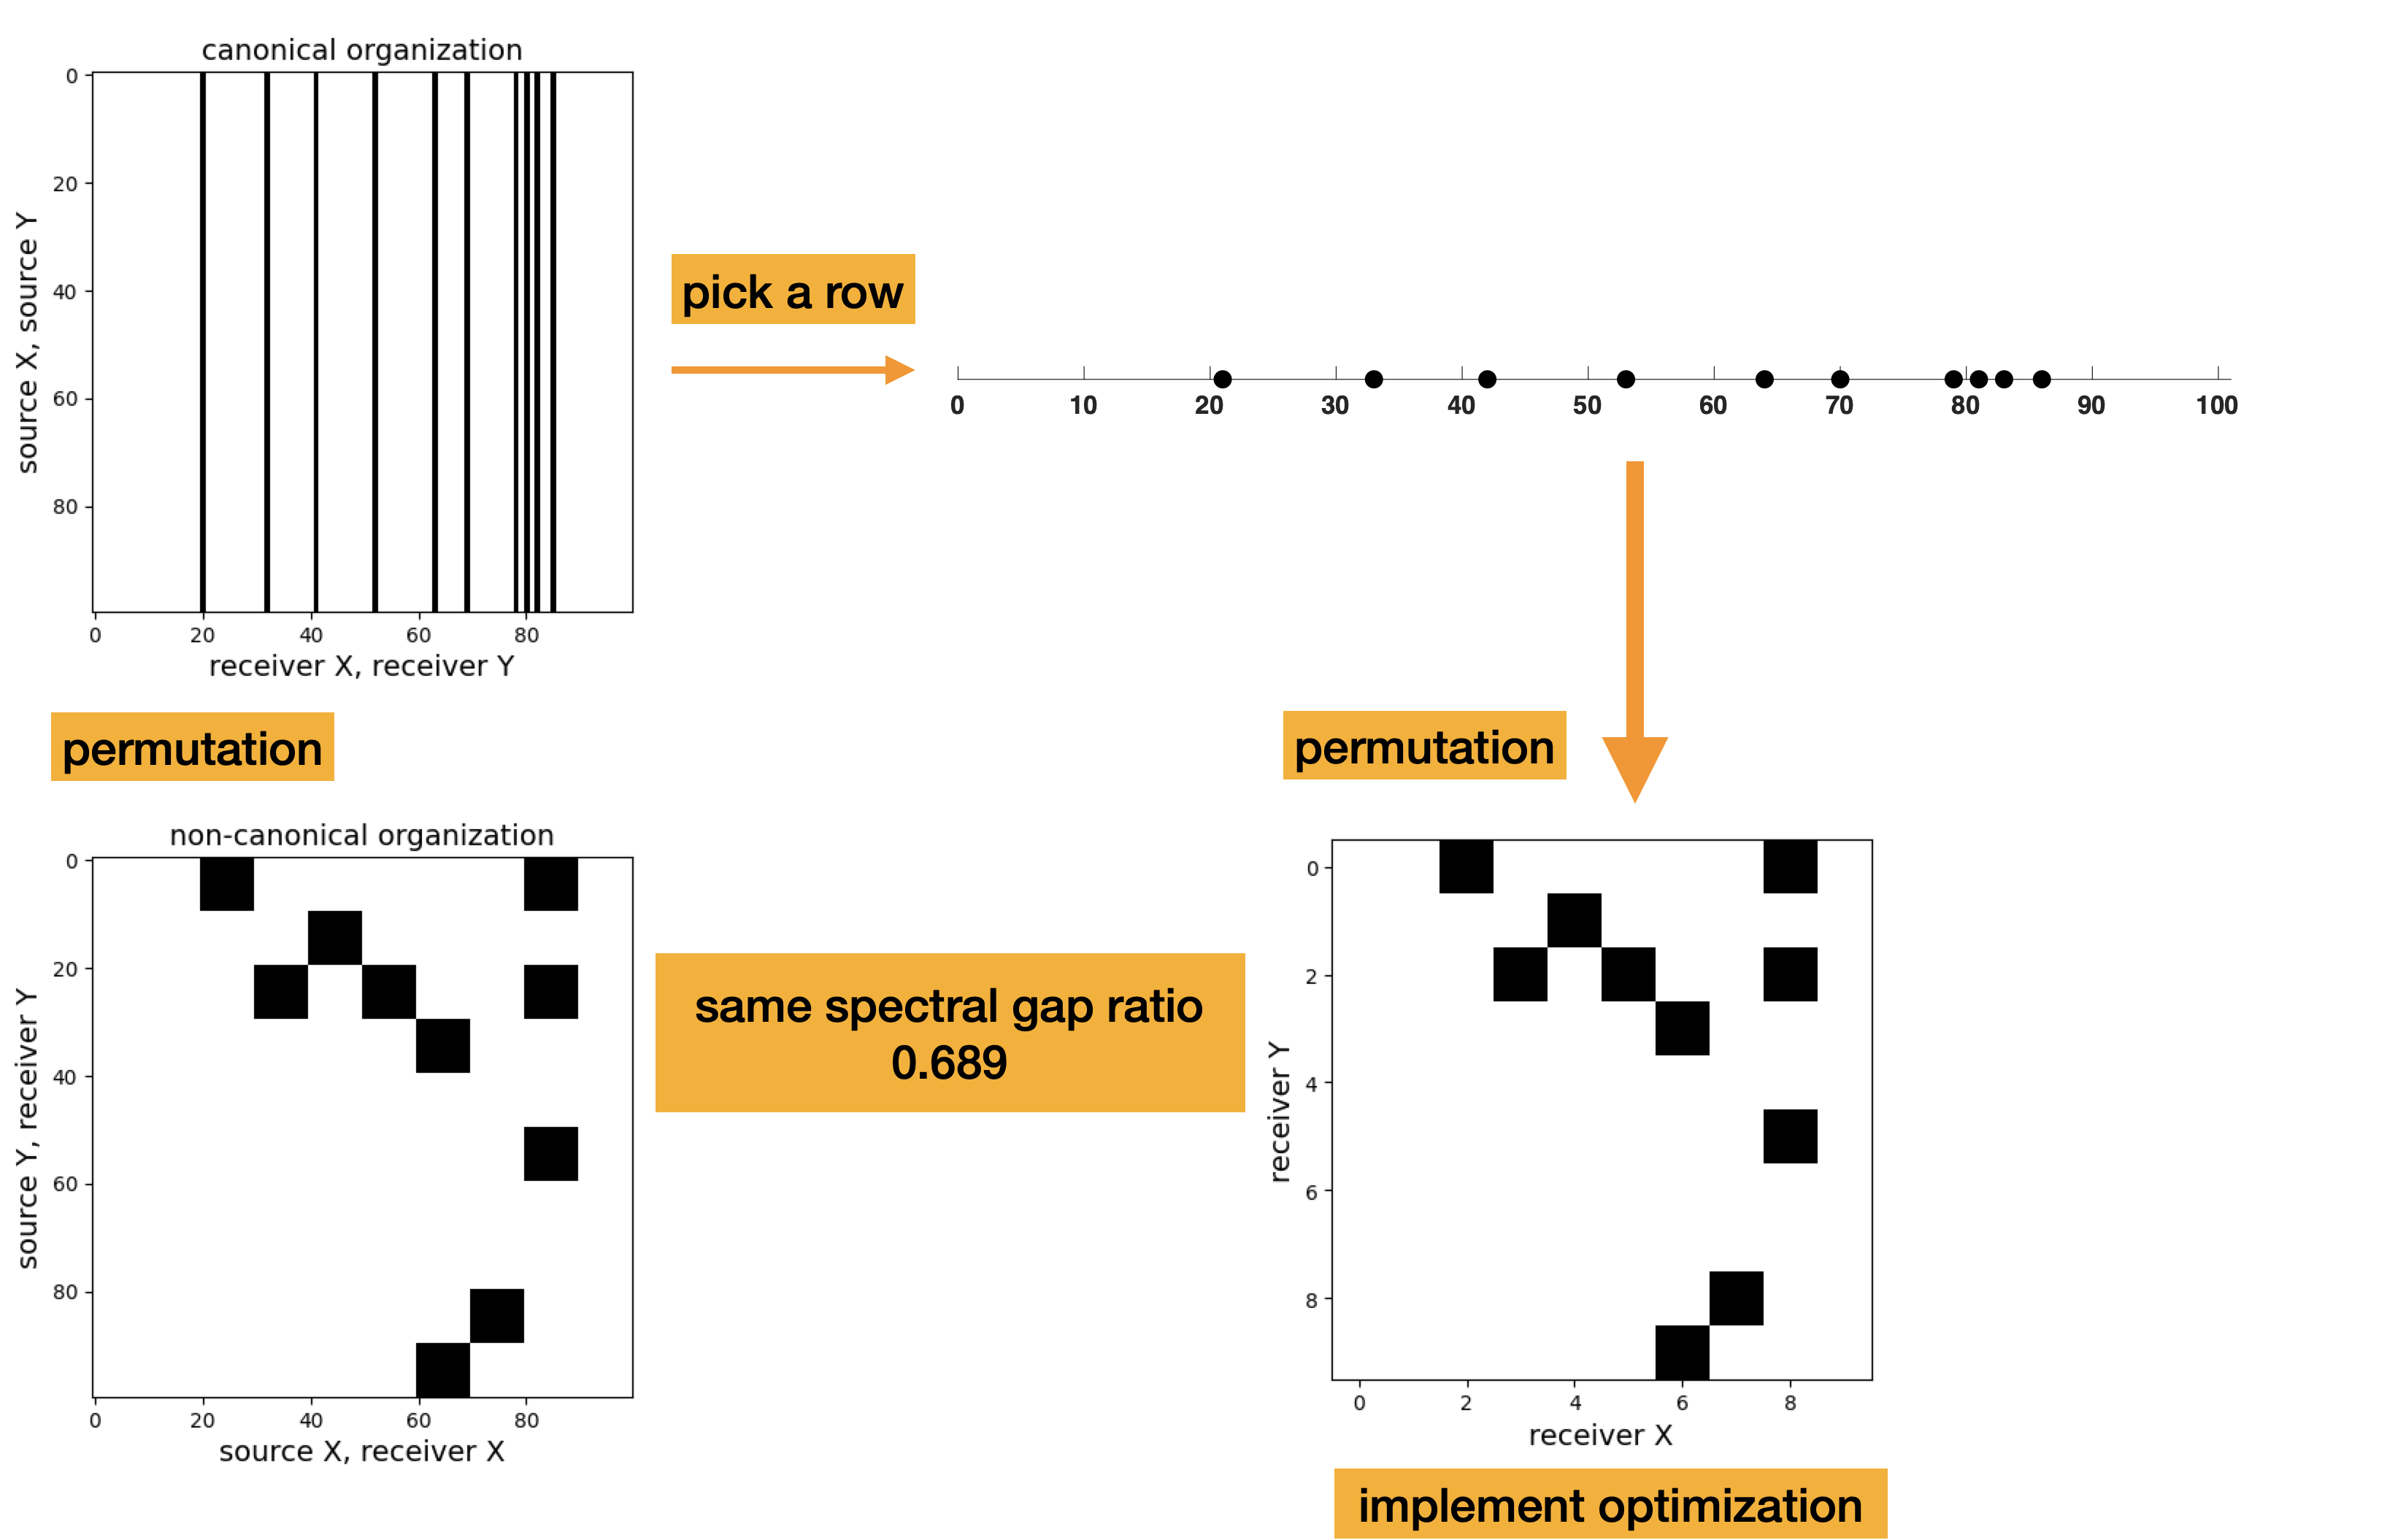 canonical organization
0
20
40
60
80
source X, source Y
0 20 40 60 80
receiver X, receiver Y
pick a row
0 10 20 30 40 50 60 70 80 90 100
permutation
permutation
non-canonical organization
0
20
40
60
80
source Y, receiver Y
0 20 40 60 80
source X, receiver X
same spectral gap ratio
0.689
0
2
4
6
8
receiver Y
0 2 4 6 8
receiver X
implement optimization